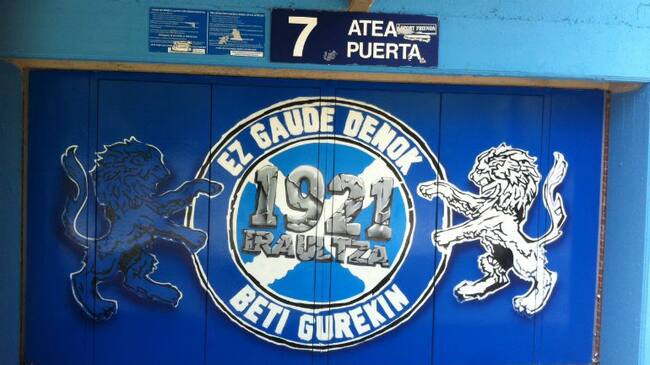 7
ATEA
PUERTA
EZ GAUDE DENOK
1921
IRAULTZA
BETI GUREKIN